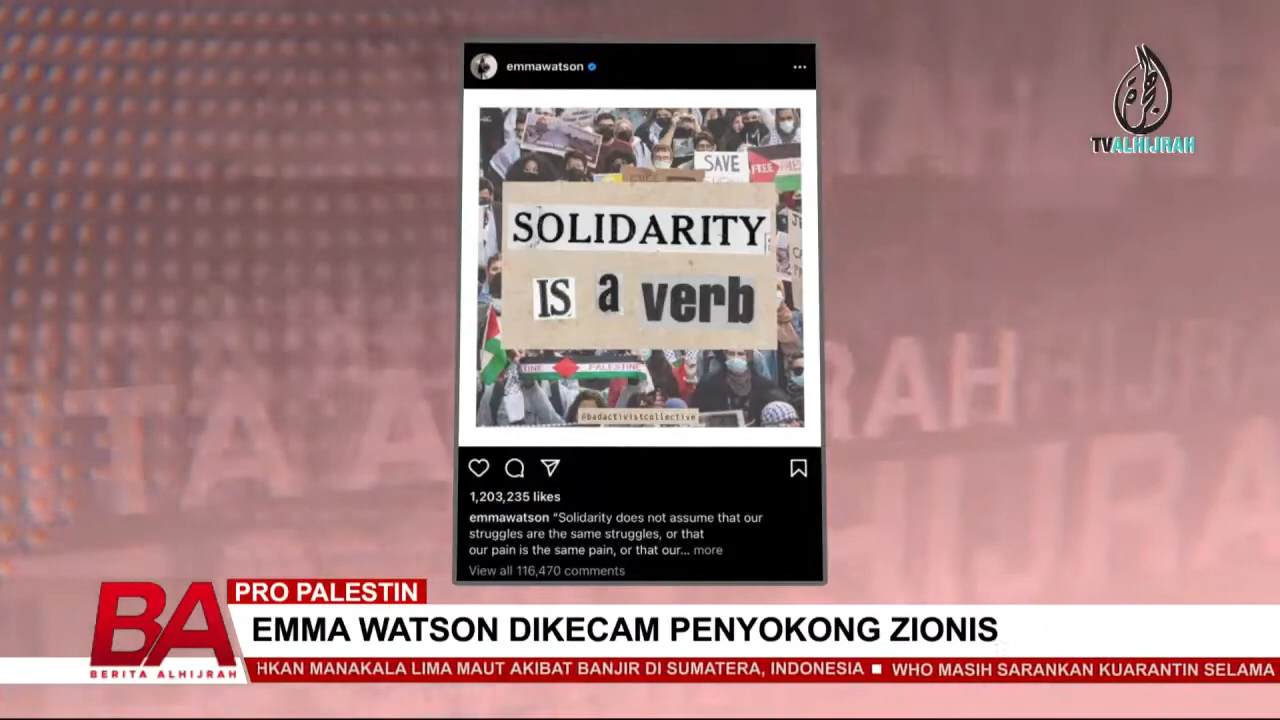 emmawatson
TVALHIJRAH
SAVE
FREE
SOLIDARITY
IS a verb
PALESTINE
@badactivistcollective
1,203,235 likes
emmawatson "Solidarity does not assume that our
struggles are the same struggles, or that
our pain is the same pain, or that our... more
View all 116,470 comments
PRO PALESTIN
BA
BERITA ALHIJRAH
EMMA WATSON DIKECAM PENYOKONG ZIONIS
HKAN MANAKALA LIMA MAUT AKIBAT BANJIR DI SUMATERA, INDONESIA ■ WHO MASIH SARANKAN KUARANTIN SELAMA